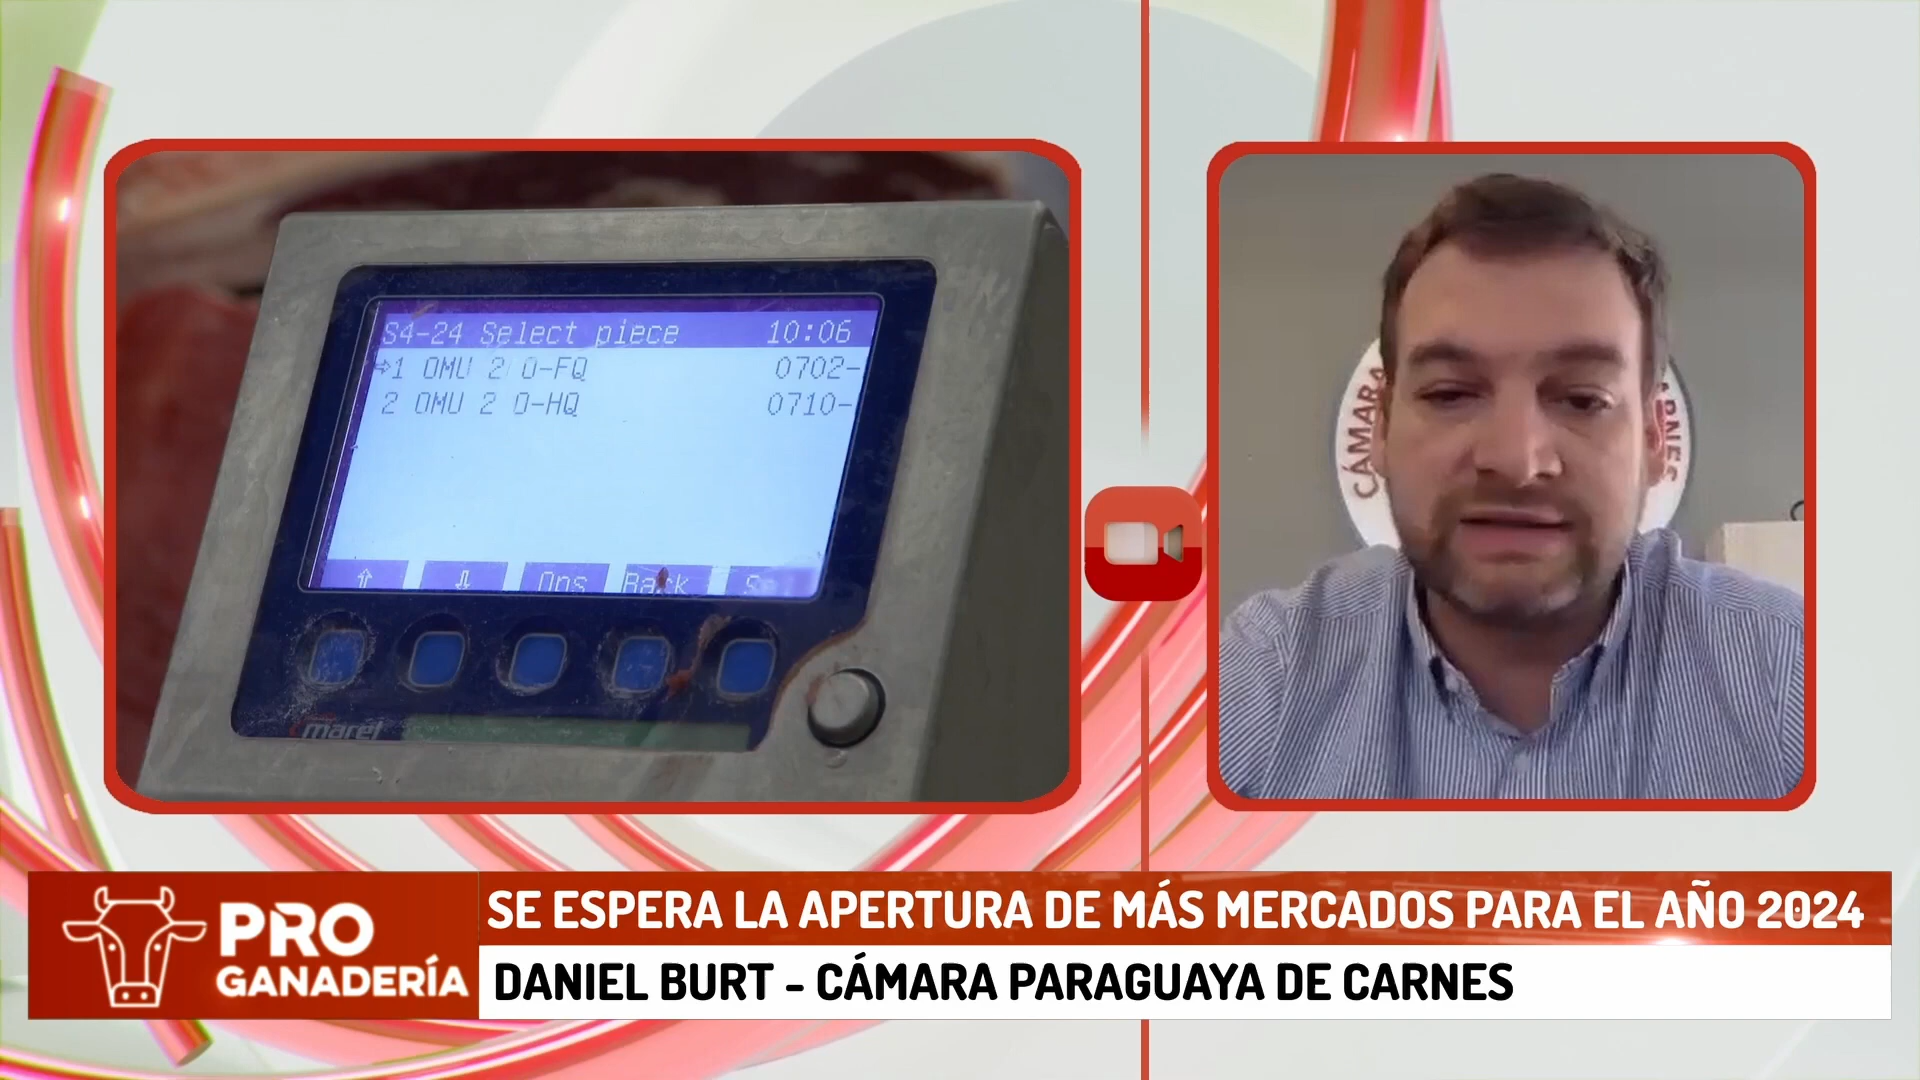 S4-24 Select piece 10:06
⇒1 OMU 2 O-FQ 0702-
2 OMU 2 O-HQ 0710-
⇑ ⇓ Ops Back
marel
CÁMARA
PRO
GANADERÍA
SE ESPERA LA APERTURA DE MÁS MERCADOS PARA EL AÑO 2024
DANIEL BURT - CÁMARA PARAGUAYA DE CARNES